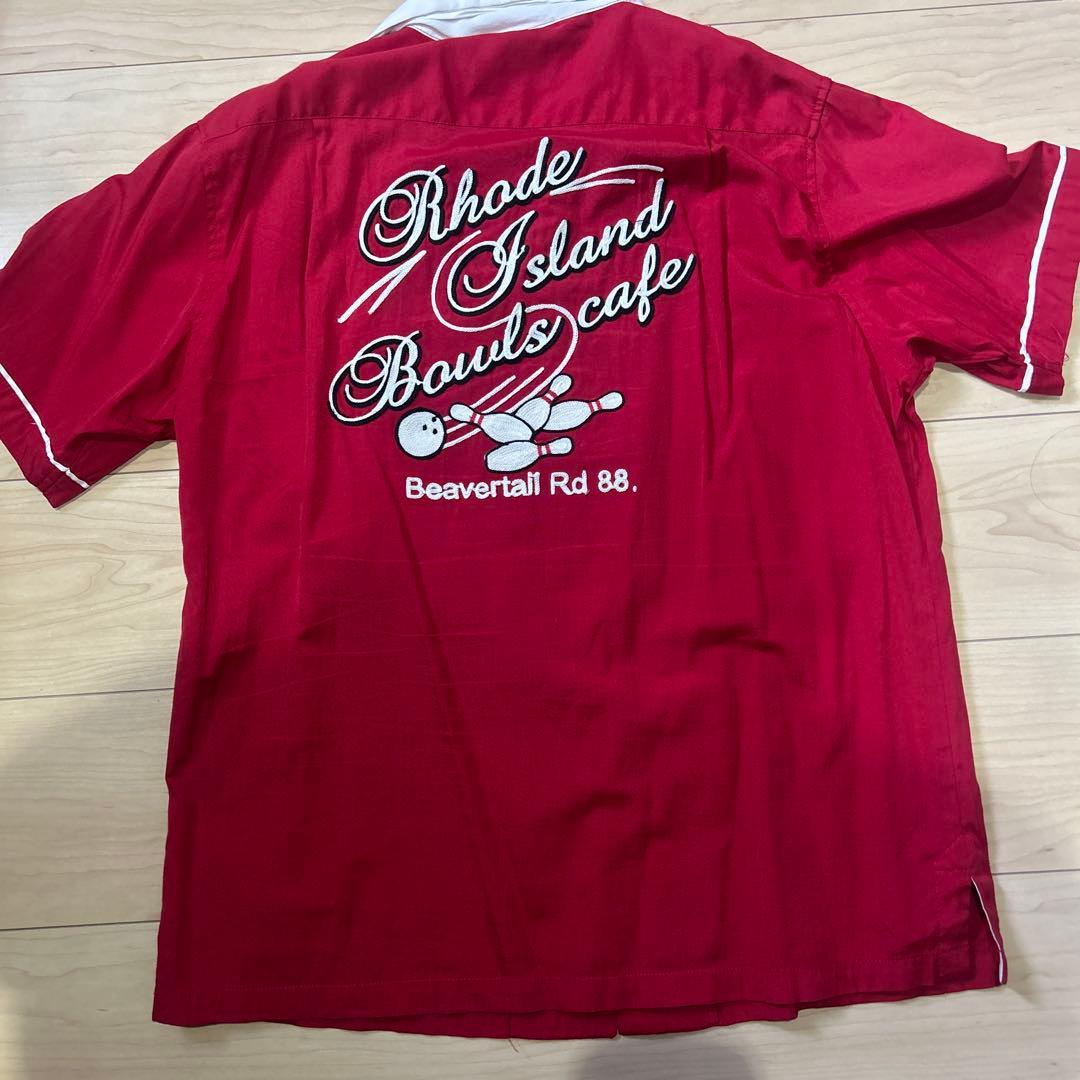 Rhode
Island
Bowls cafe
Beavertail Rd 88.